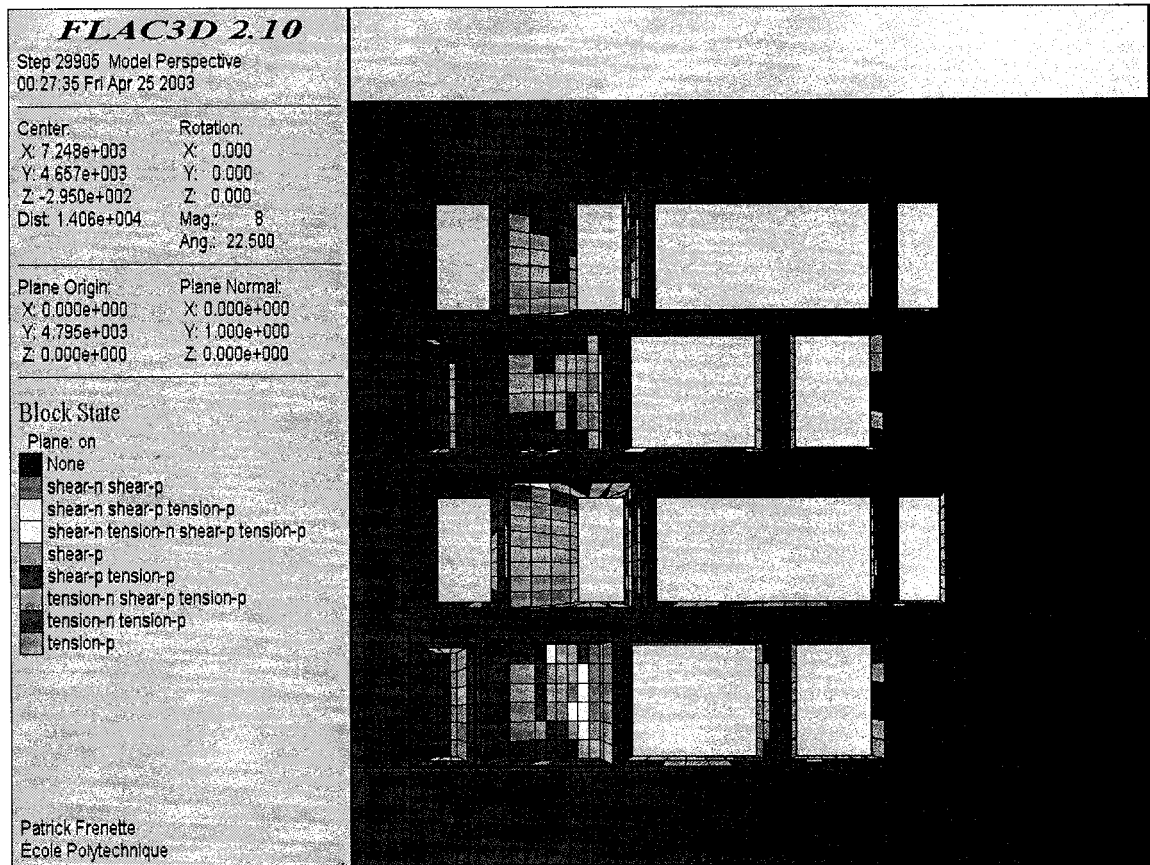 FLAC3D 2.10
Step 29905 Model Perspective
00:27:35 Fri Apr 25 2003
Center: Rotation:
X: 7.248e+003 X: 0.000
Y: 4.657e+003 Y: 0.000
Z: -2.950e+002 Z: 0.000
Dist: 1.406e+004 Mag.: 8
Ang.: 22.500
Plane Origin: Plane Normal:
X: 0.000e+000 X: 0.000e+000
Y: 4.795e+003 Y: 1.000e+000
Z: 0.000e+000 Z: 0.000e+000
Block State
Plane: on
None
shear-n shear-p
shear-n shear-p tension-p
shear-n tension-n shear-p tension-p
shear-p
shear-p tension-p
tension-n shear-p tension-p
tension-n tension-p
tension-p
Patrick Frenette
École Polytechnique